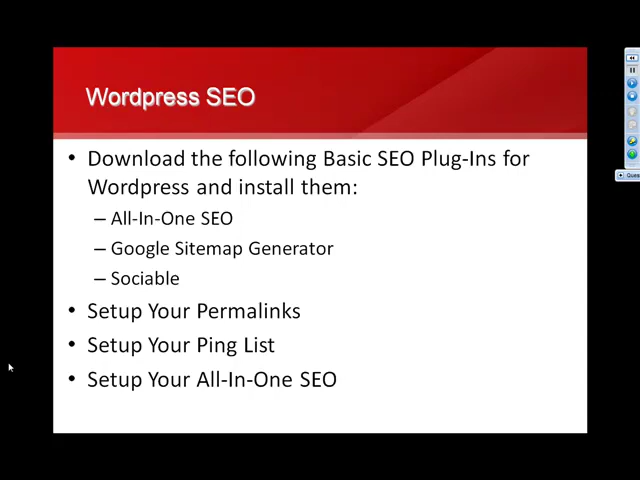 Wordpress SEO
• Download the following Basic SEO Plug-Ins for
Wordpress and install them:
– All-In-One SEO
– Google Sitemap Generator
– Sociable
• Setup Your Permalinks
• Setup Your Ping List
• Setup Your All-In-One SEO